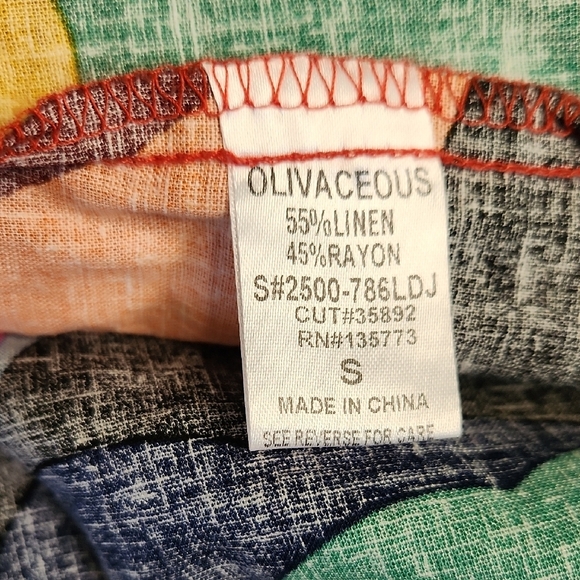 OLIVACEOUS
55%LINEN
45%RAYON
S#2500-786LDJ
CUT#35892
RN#135773
S
MADE IN CHINA
SEE REVERSE FOR CARE